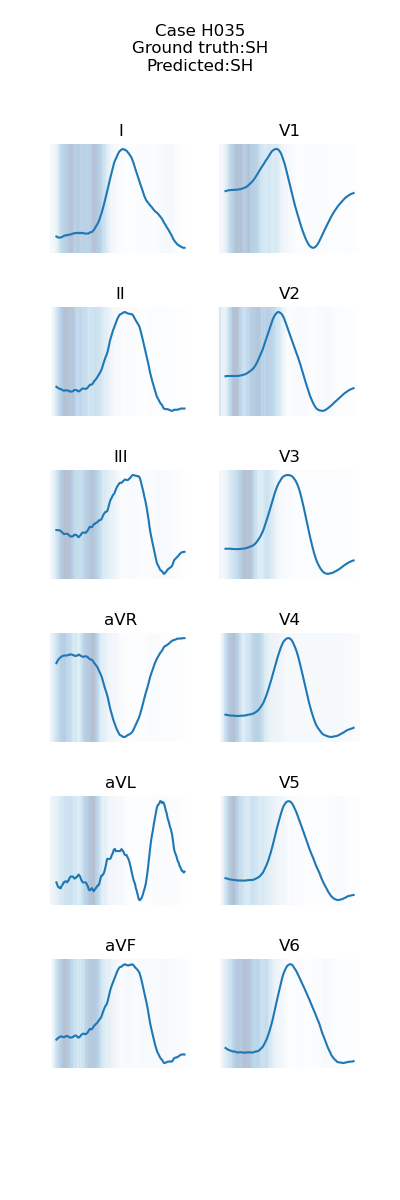 Case H035
Ground truth:SH
Predicted:SH
I
V1
II
V2
III
V3
aVR
V4
aVL
V5
aVF
V6